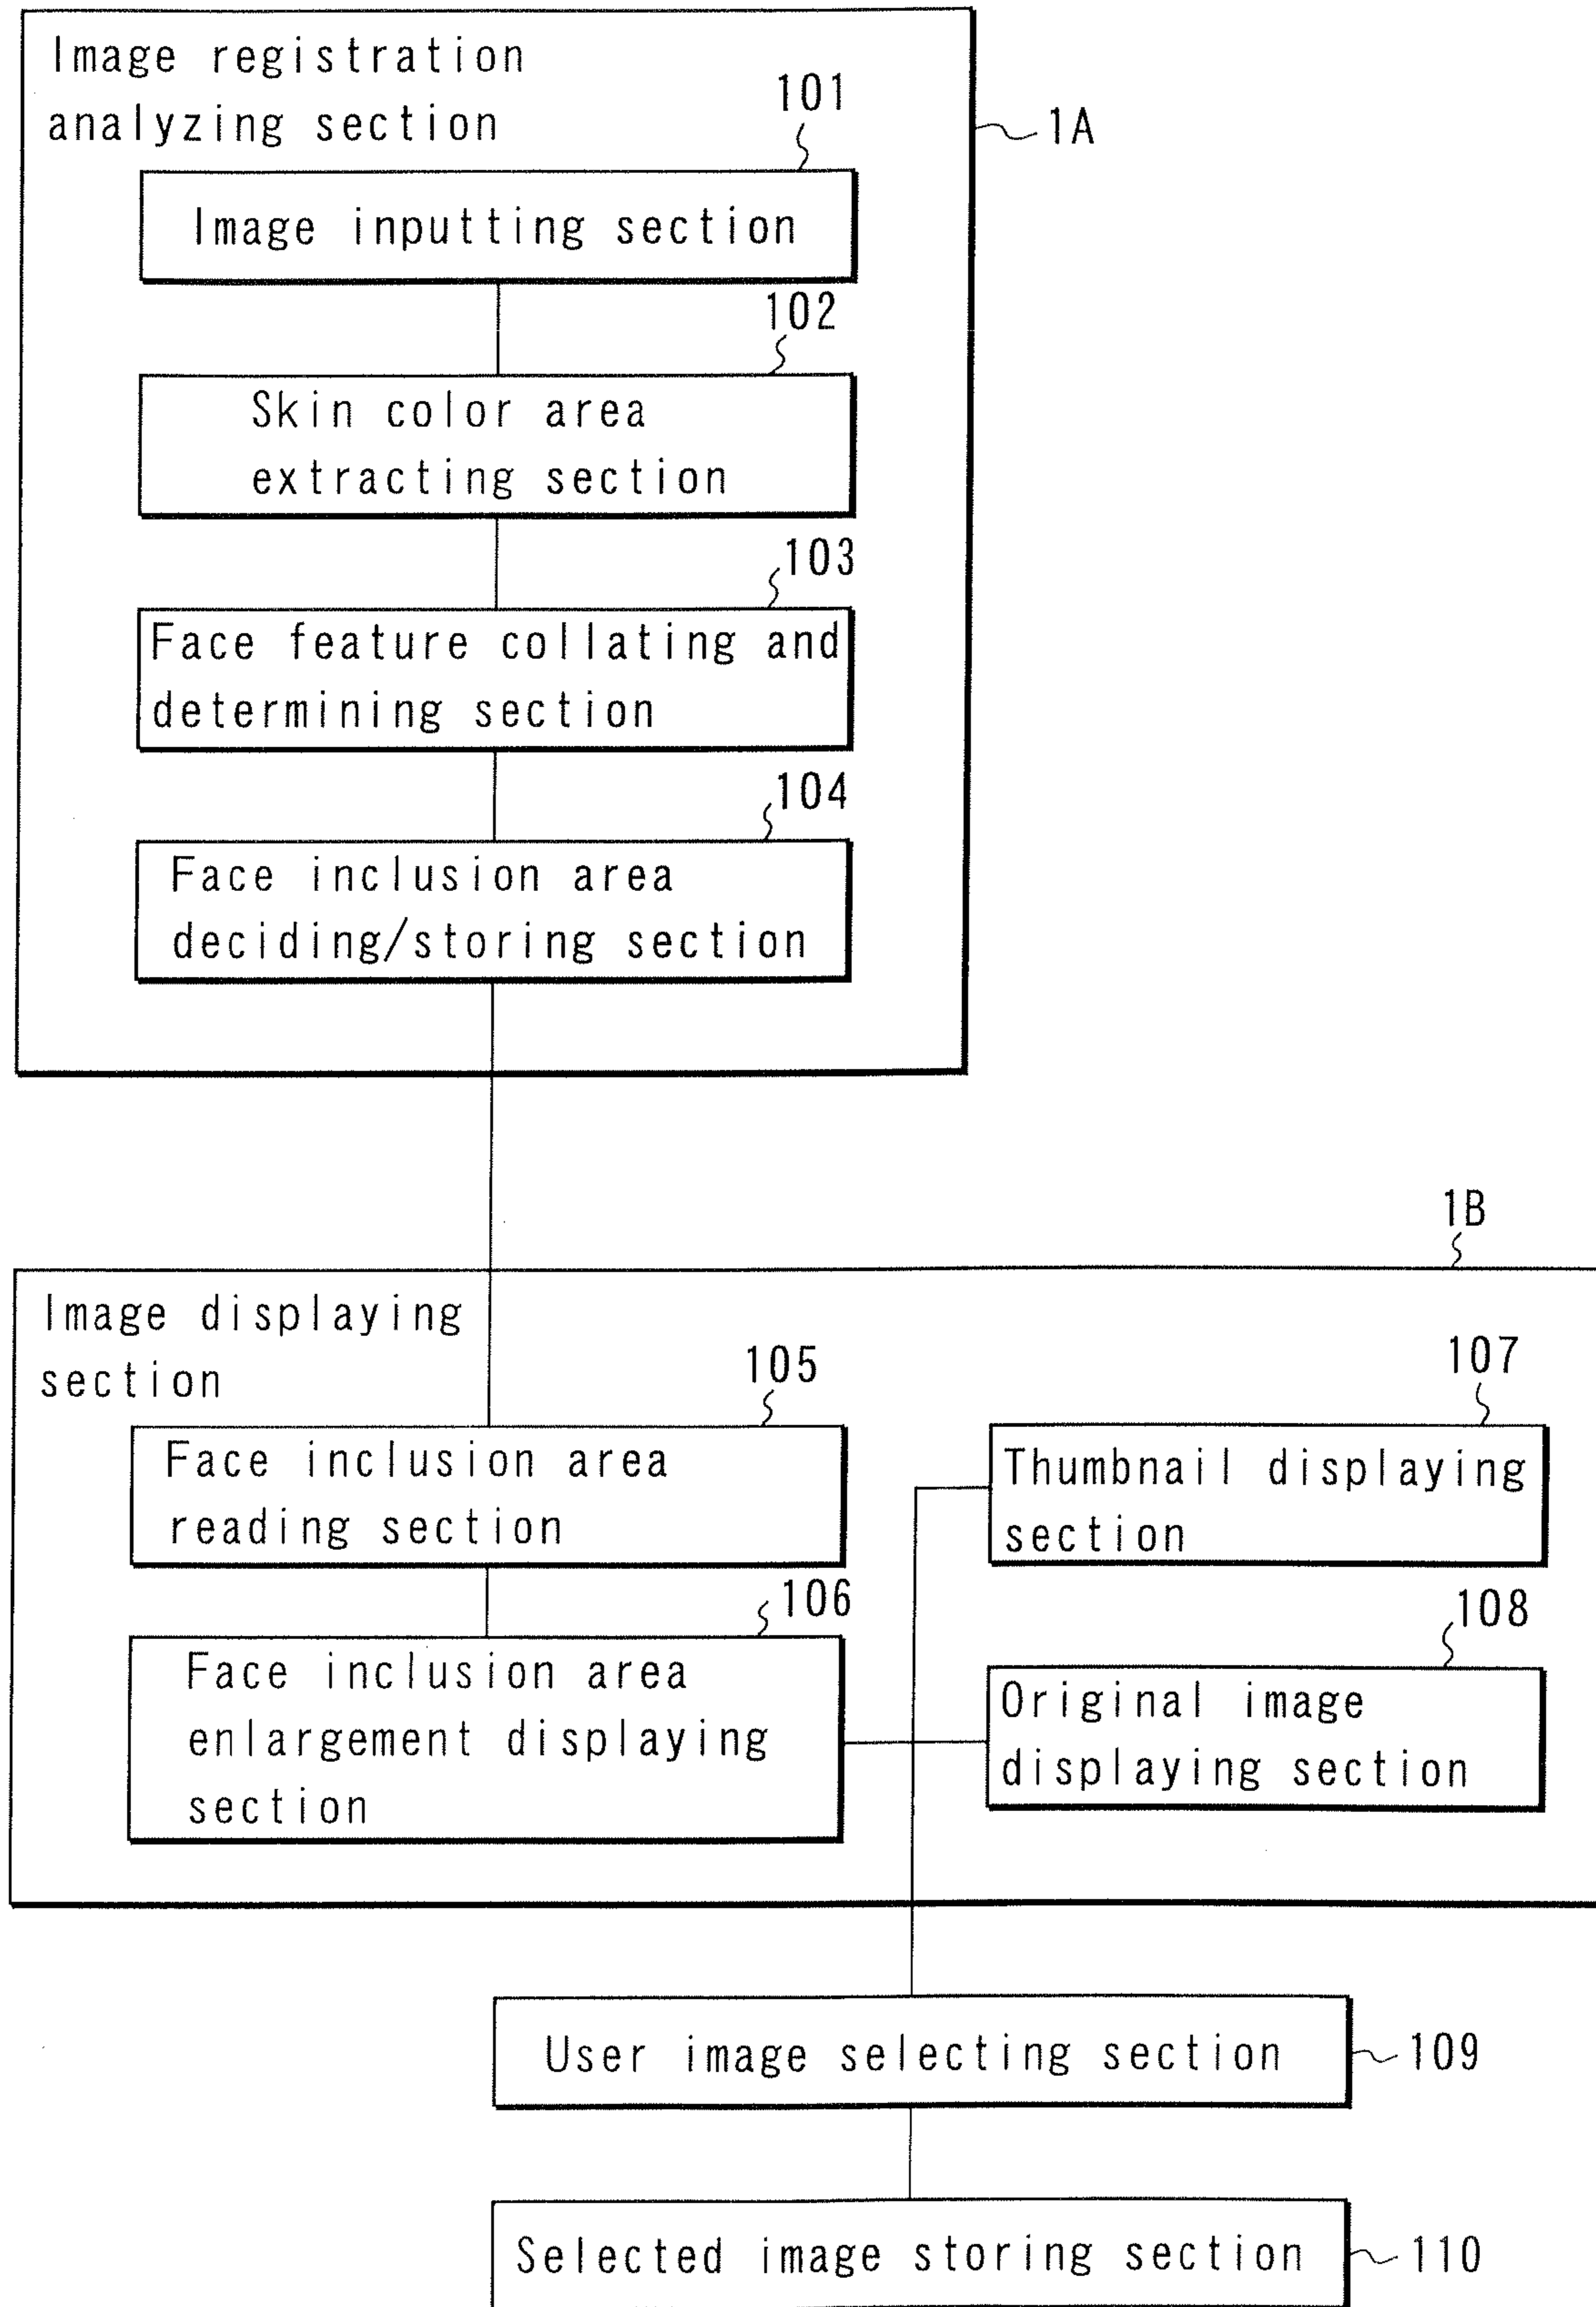 Image registration
analyzing section
101
1A
Image inputting section
102
Skin color area
extracting section
103
Face feature collating and
determining section
104
Face inclusion area
deciding/storing section
1B
Image displaying
section
105
Face inclusion area
reading section
107
Thumbnail displaying
section
106
Face inclusion area
enlargement displaying
section
108
Original image
displaying section
User image selecting section
109
Selected image storing section
110